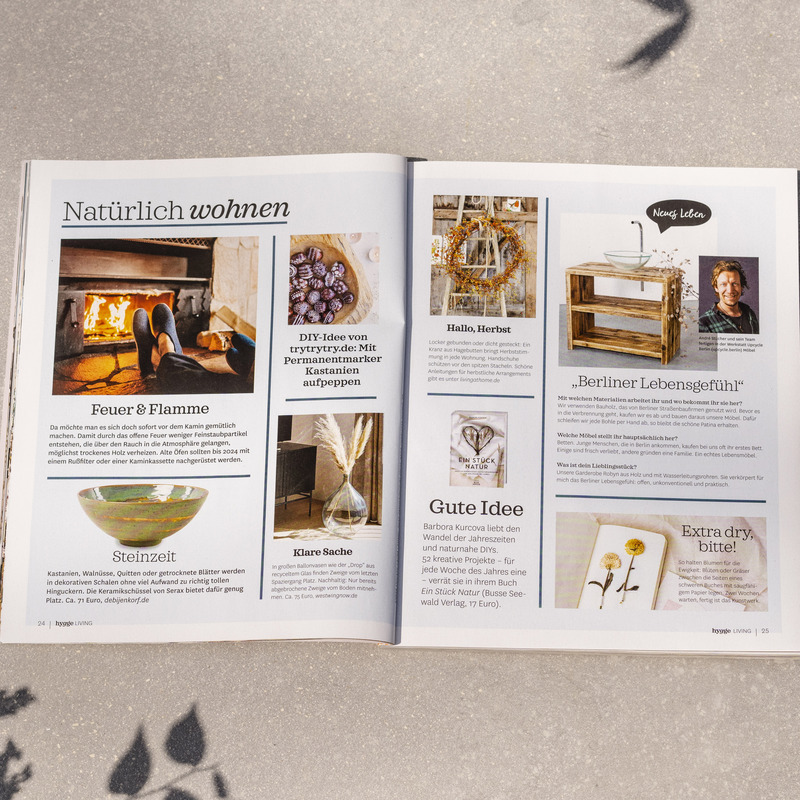 Natürlich wohnen
Feuer & Flamme
Da möchte man es sich doch sofort vor dem Kamin gemütlich
machen. Damit durch das offene Feuer weniger Feinstaubpartikel
entstehen, die über den Rauch in die Atmosphäre gelangen,
möglichst trockenes Holz verheizen. Alte Öfen sollten bis 2024 mit
einem Rußfilter oder einer Kaminkassette nachgerüstet werden.
Steinzeit
Kastanien, Walnüsse, Quitten oder getrocknete Blätter werden
in dekorativen Schalen ohne viel Aufwand zu richtig tollen
Hinguckern. Die Keramikschüssel von Serax bietet dafür genug
Platz. Ca. 71 Euro, debijenkorf.de
DIY-Idee von
trytrytry.de: Mit
Permanentmarker
Kastanien
aufpeppen
Klare Sache
In großen Ballonvasen wie der „Drop" aus
recyceltem Glas finden Zweige vom letzten
Spaziergang Platz. Nachhaltig: Nur bereits
abgebrochene Zweige vom Boden mitneh-
men. Ca. 75 Euro, westwingnow.de
24 | hygge LIVING
Hallo, Herbst
Locker gebunden oder dicht gesteckt: Ein
Kranz aus Hagebutten bringt Herbststim-
mung in jede Wohnung. Handschuhe
schützen vor den spitzen Stacheln. Schöne
Anleitungen für herbstliche Arrangements
gibt es unter livingathome.de
EIN STÜCK
NATUR
Gute Idee
Barbora Kurcova liebt den
Wandel der Jahreszeiten
und naturnahe DIYs.
52 kreative Projekte – für
jede Woche des Jahres eine
– verrät sie in ihrem Buch
Ein Stück Natur (Busse See-
wald Verlag, 17 Euro).
Neues Leben
André Blücher und sein Team
fertigen in der Werkstatt Upcycle
Berlin (upcycle.berlin) Möbel
„Berliner Lebensgefühl“
Mit welchen Materialien arbeitet ihr und wo bekommt ihr sie her?
Wir verwenden Bauholz, das von Berliner Straßenbaufirmen genutzt wird. Bevor es
in die Verbrennung geht, kaufen wir es ab und bauen daraus unsere Möbel. Dafür
schleifen wir jede Bohle per Hand ab, so bleibt die schöne Patina erhalten.
Welche Möbel stellt ihr hauptsächlich her?
Betten: Junge Menschen, die in Berlin ankommen, kaufen bei uns oft ihr erstes Bett.
Einige sind frisch verliebt, andere gründen eine Familie. Ein echtes Lebensmöbel.
Was ist dein Lieblingsstück?
Unsere Garderobe Robyn aus Holz und mit Wasserleitungsrohren. Sie verkörpert für
mich das Berliner Lebensgefühl: offen, unkonventionell und praktisch.
Extra dry,
bitte!
So halten Blumen für die
Ewigkeit: Blüten oder Gräser
zwischen die Seiten eines
schweren Buches mit saugfähi-
gem Papier legen. Zwei Wochen
warten, fertig ist das Kunstwerk.
hygge LIVING | 25